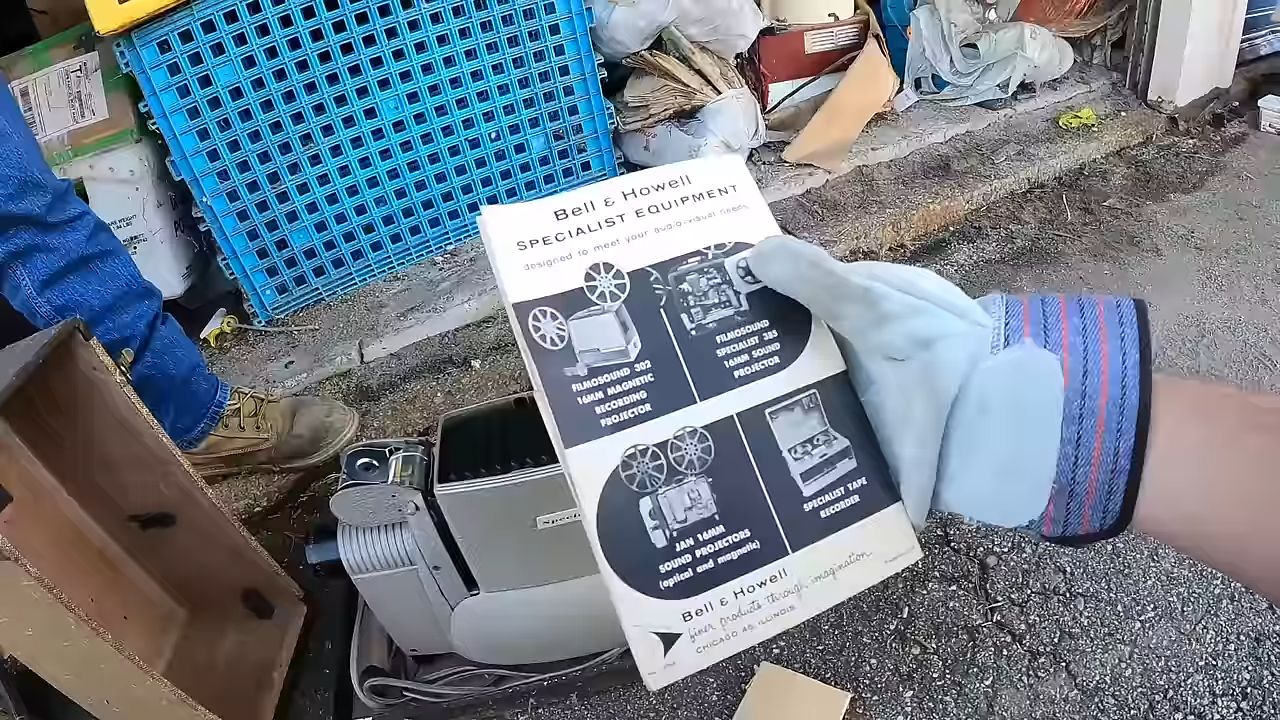 Bell & Howell
SPECIALIST EQUIPMENT
designed to meet your audio-visual needs
FILMOSOUND 302
16MM MAGNETIC
RECORDING
PROJECTOR
FILMOSOUND
SPECIALIST 385
16MM SOUND
PROJECTOR
JAN 16MM
SOUND PROJECTORS
(optical and magnetic)
SPECIALIST TAPE
RECORDER
Bell & Howell
finer products through imagination
CHICAGO 45, ILLINOIS